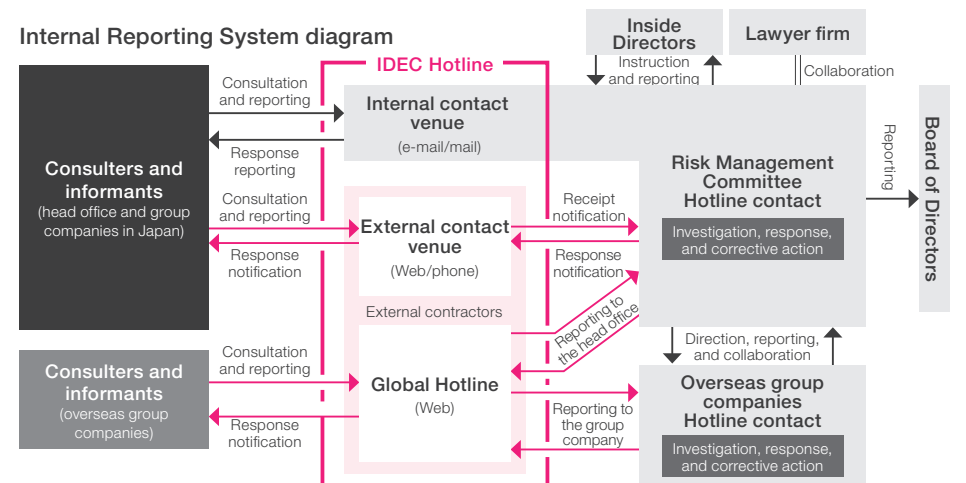 Internal Reporting System diagram
IDEC Hotline
Inside
Directors
Lawyer firm
Instruction
and reporting
Collaboration
Consultation
and reporting
Internal contact
venue
(e-mail/mail)
Response
reporting
Consulters and
informants
(head office and group
companies in Japan)
Consultation
and reporting
External contact
venue
(Web/phone)
Response
notification
Receipt
notification
Response
notification
Risk Management
Committee
Hotline contact
Investigation, response,
and corrective action
Reporting
Board of Directors
External contractors
Reporting to
the head office
Direction, reporting,
and collaboration
Consulters and
informants
(overseas group
companies)
Consultation
and reporting
Global Hotline
(Web)
Response
notification
Reporting to
the group
company
Overseas group
companies
Hotline contact
Investigation, response,
and corrective action